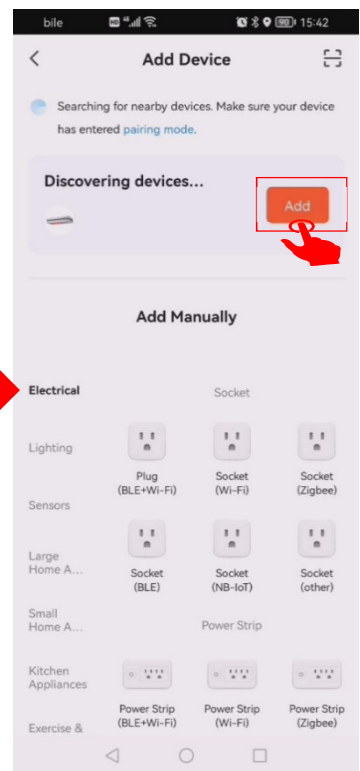 bile
HD 4G 90 15:42
Add Device
Searching for nearby devices. Make sure your device
has entered pairing mode.
Discovering devices...
Add
Add Manually
Electrical
Socket
Lighting
Plug
(BLE+Wi-Fi)
Socket
(Wi-Fi)
Socket
(Zigbee)
Sensors
Large
Home A...
Socket
(BLE)
Socket
(NB-IoT)
Socket
(other)
Small
Home A...
Power Strip
Kitchen
Appliances
Power Strip
(BLE+Wi-Fi)
Power Strip
(Wi-Fi)
Power Strip
(Zigbee)
Exercise &